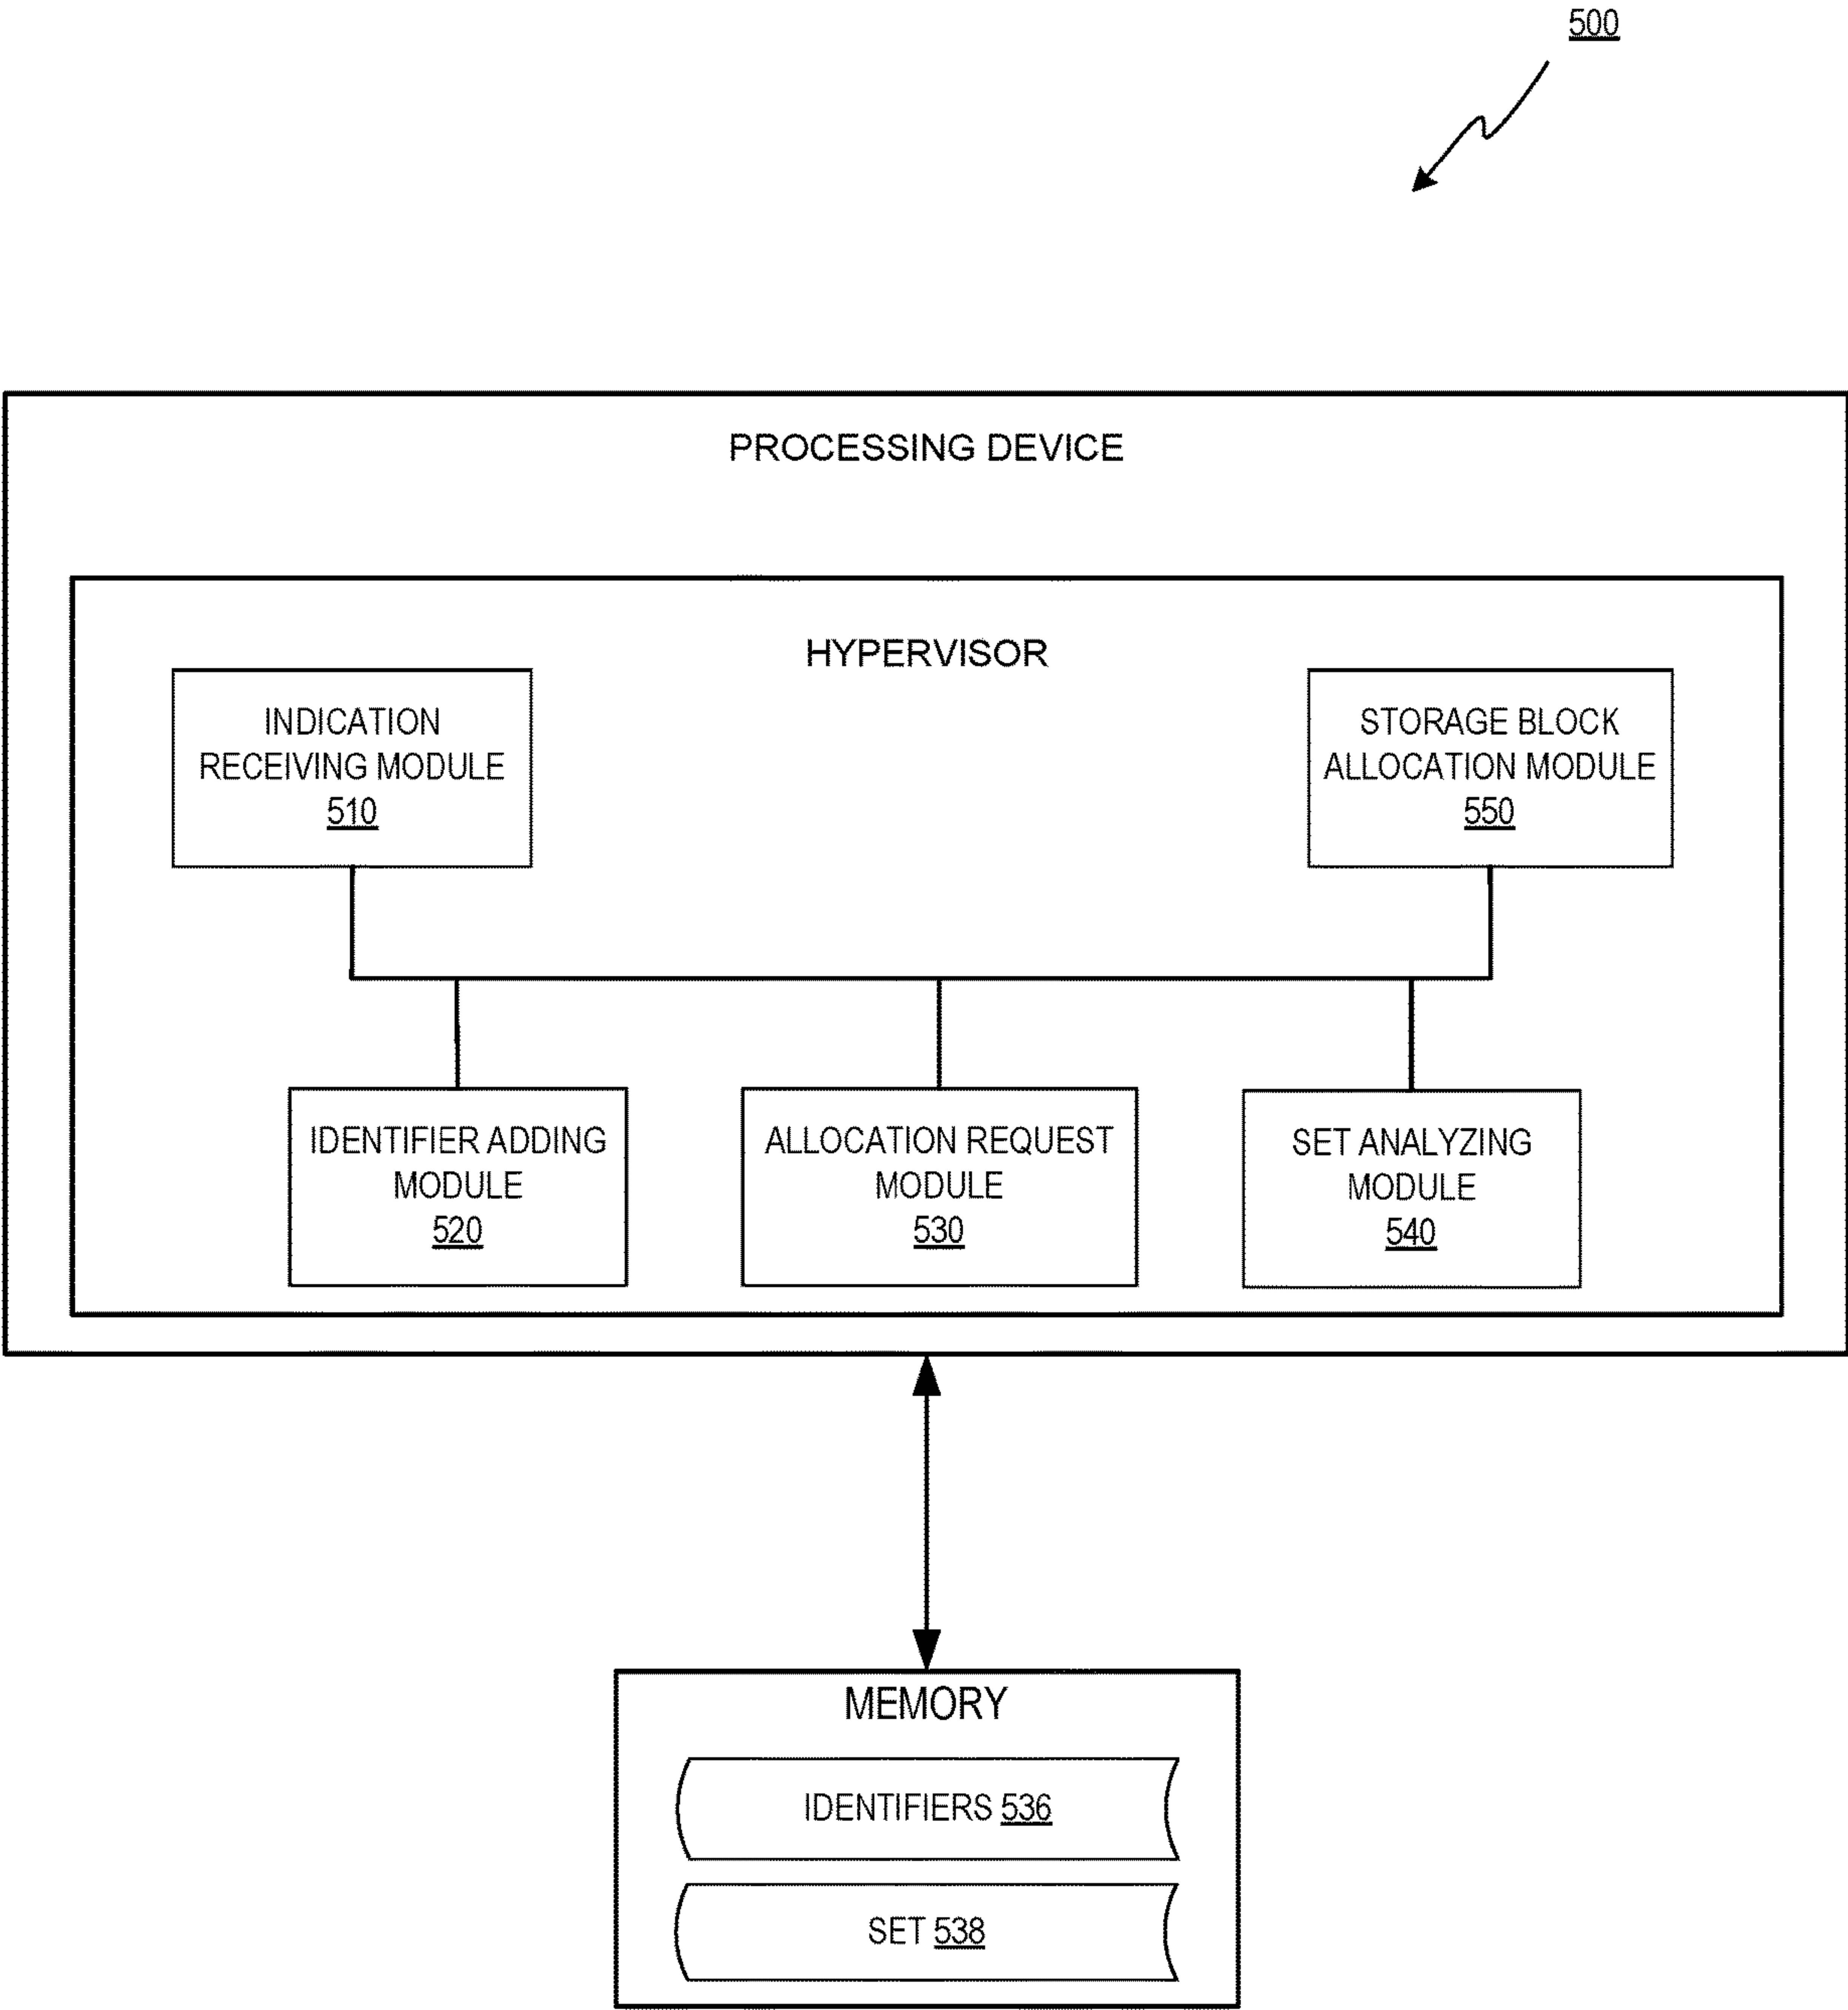 500
PROCESSING DEVICE
HYPERVISOR
INDICATION
RECEIVING MODULE
510
STORAGE BLOCK
ALLOCATION MODULE
550
IDENTIFIER ADDING
MODULE
520
ALLOCATION REQUEST
MODULE
530
SET ANALYZING
MODULE
540
MEMORY
IDENTIFIERS 536
SET 538